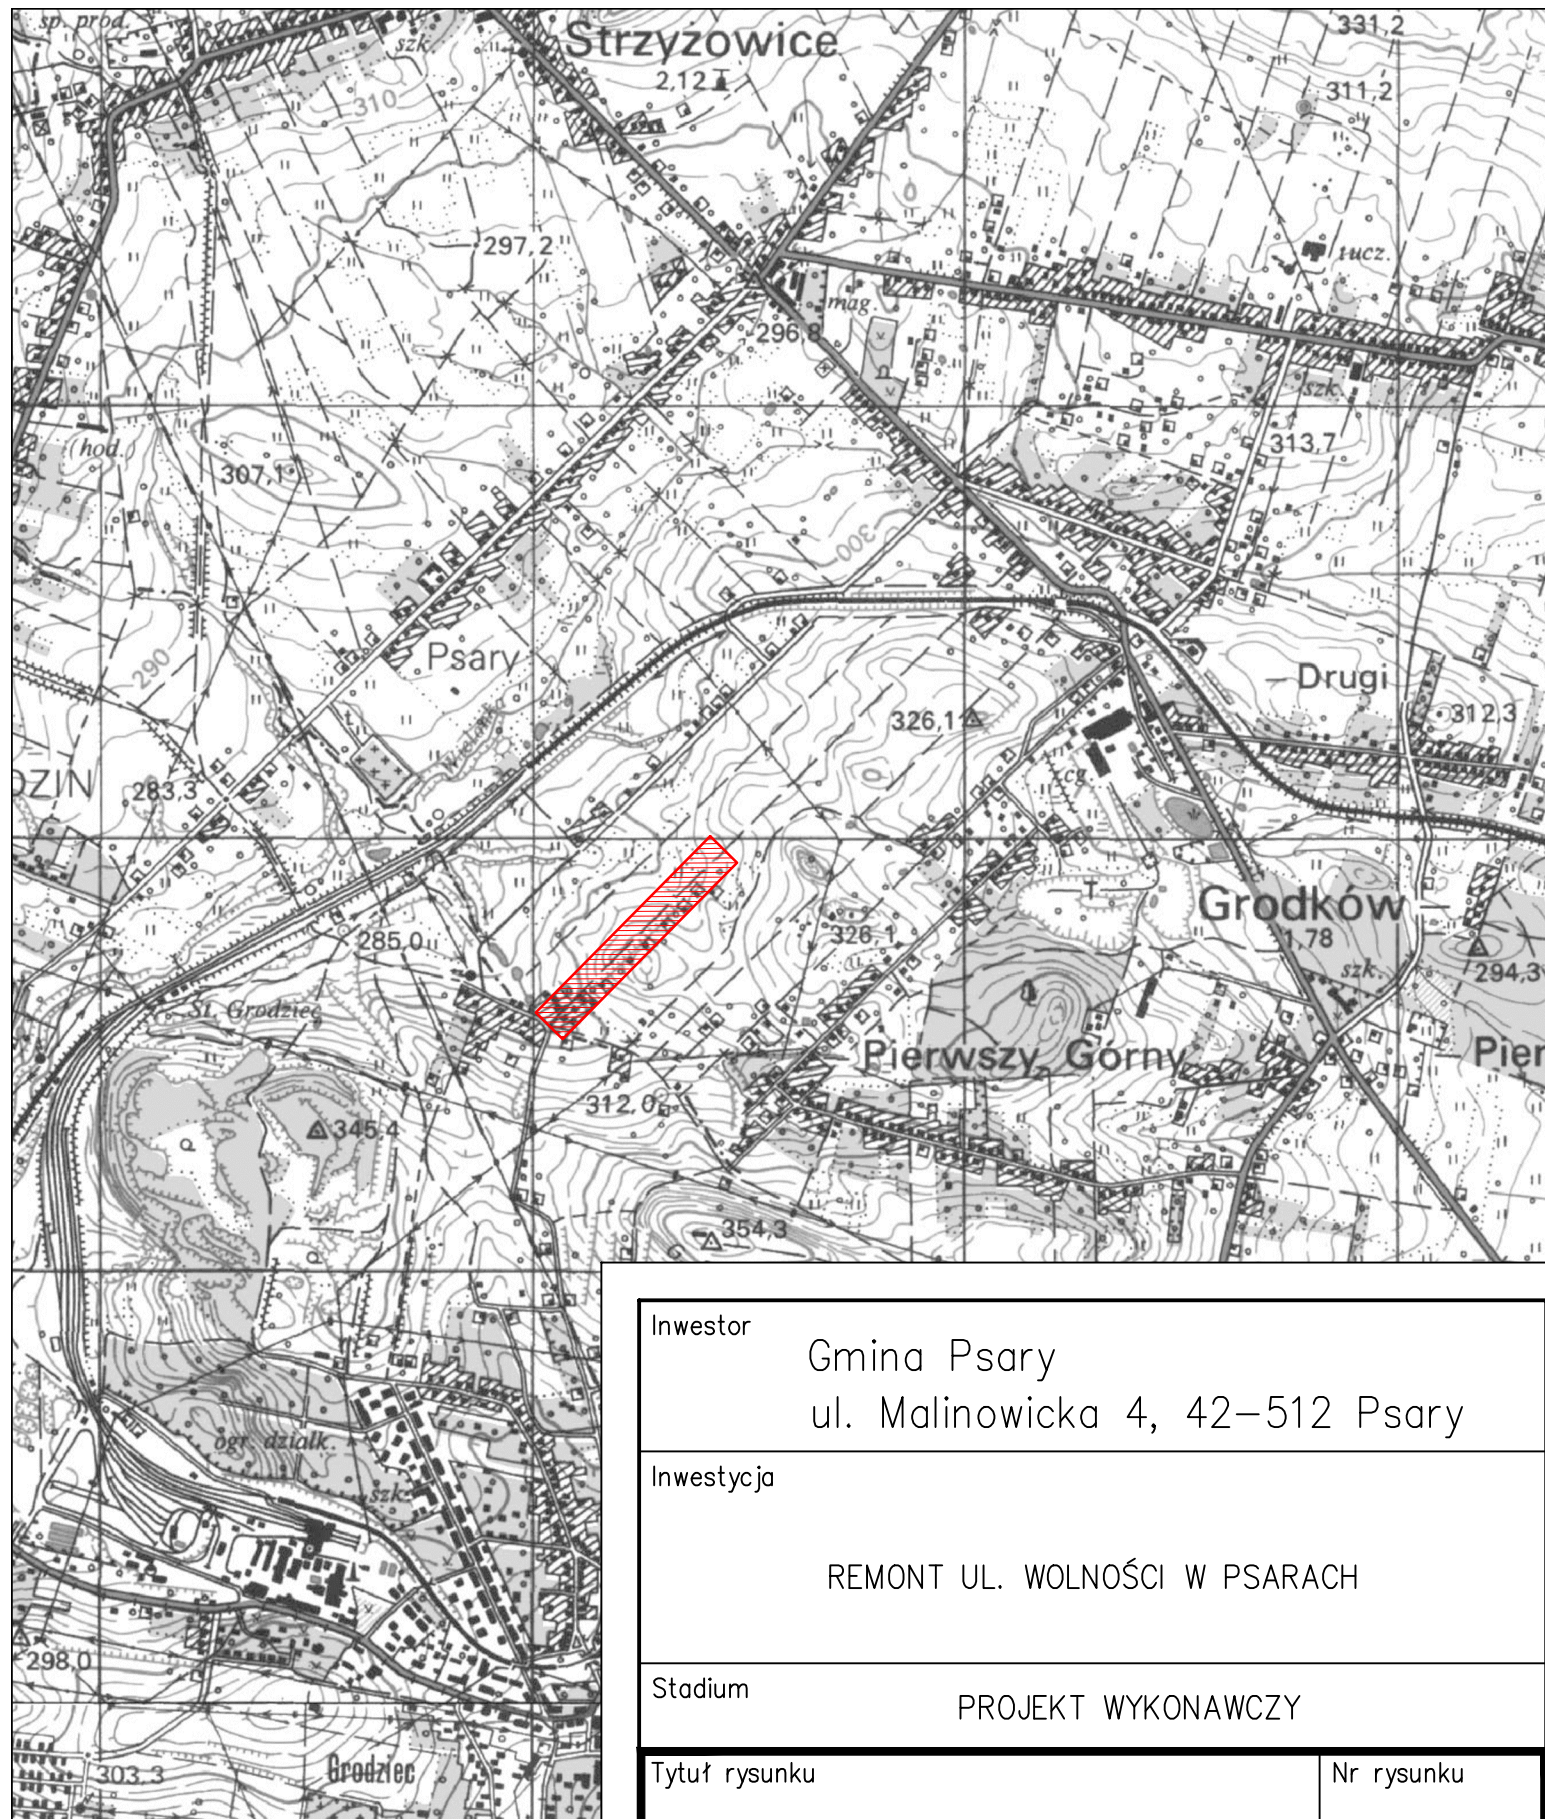 sp. prod.
szk.
Strzyżowice
2,12
331,2
311,2
310
297,2
tucz.
mag.
296,8
szk.
(hod.)
307,1
313,7
300
Psary
290
Drugi
326,1
312,3
DZIN
283,3
ceg.
Grodków
1,78
326,1
285,0
szk.
294,3
St. Grodziec
Pierwszy
Górny
Pier
312,0
345,4
354,3
ogr. działk.
szk.
298,0
303,3
Grodziec
Inwestor
Gmina Psary
ul. Malinowicka 4, 42-512 Psary
Inwestycja
REMONT UL. WOLNOŚCI W PSARACH
Stadium
PROJEKT WYKONAWCZY
Tytuł rysunku
Nr rysunku